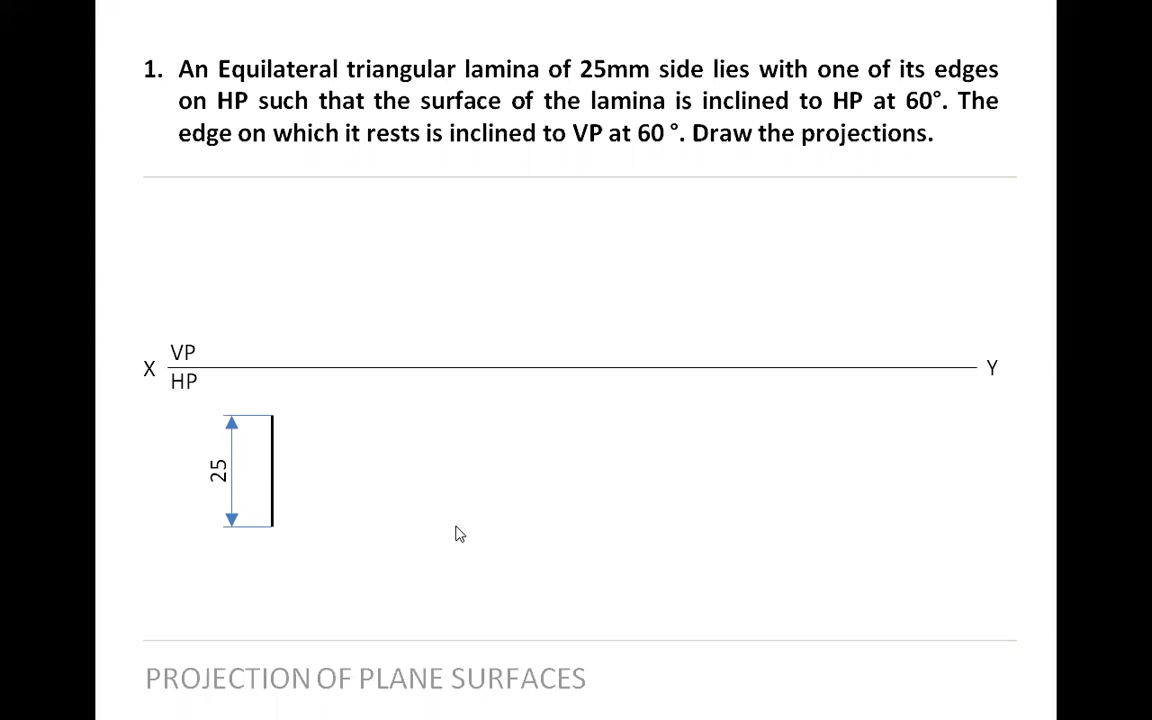 1. An Equilateral triangular lamina of 25mm side lies with one of its edges
on HP such that the surface of the lamina is inclined to HP at 60°. The
edge on which it rests is inclined to VP at 60 °. Draw the projections.
VP
X Y
HP
25
PROJECTION OF PLANE SURFACES